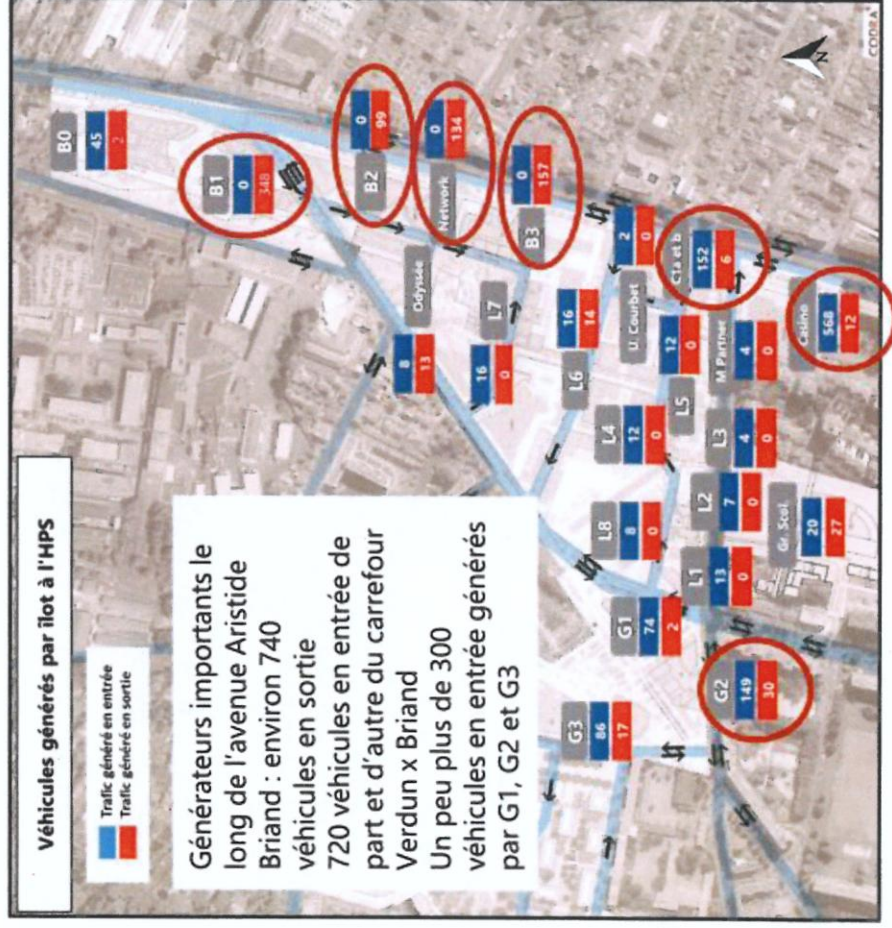 Véhicules générés par îlot à l'HPS
Trafic généré en entrée
Trafic généré en sortie
Générateurs importants le
long de l'avenue Aristide
Briand : environ 740
véhicules en sortie
720 véhicules en entrée de
part et d'autre du carrefour
Verdun x Briand
Un peu plus de 300
véhicules en entrée générés
par G1, G2 et G3
B0
45
2
B1
0
348
B2
0
99
Network
0
134
B3
0
157
Odyssée
8
13
L7
16
0
L6
16
14
U. Courbet
2
0
C1a et b
152
6
L4
12
0
L5
12
0
M Partner
4
0
Casino
568
12
L8
8
0
L3
4
0
L2
7
0
L1
13
0
Gr. Scol.
20
27
G1
74
2
G2
149
30
G3
86
17
N
CODRA